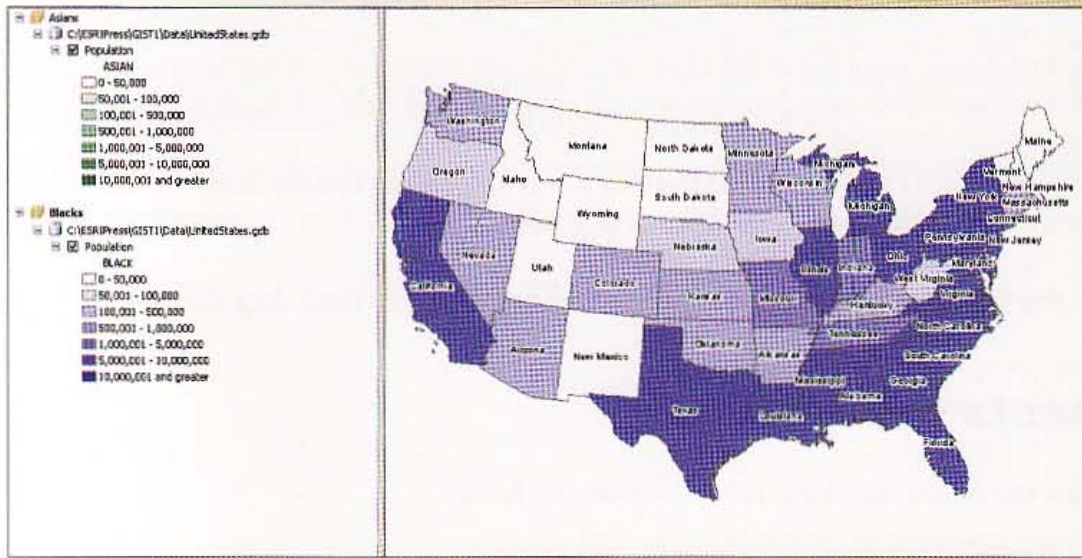 Asians
C:\ESRIPress\GIST1\Data\UnitedStates.gdb
Population
ASIAN
0 - 50,000
50,001 - 100,000
100,001 - 500,000
500,001 - 1,000,000
1,000,001 - 5,000,000
5,000,001 - 10,000,000
10,000,001 and greater
Blacks
C:\ESRIPress\GIST1\Data\UnitedStates.gdb
Population
BLACK
0 - 50,000
50,001 - 100,000
100,001 - 500,000
500,001 - 1,000,000
1,000,001 - 5,000,000
5,000,001 - 10,000,000
10,000,001 and greater
Washington
Montana
North Dakota
Minnesota
Michigan
Maine
Oregon
Idaho
Wyoming
South Dakota
Wisconsin
Michigan
Vermont
New Hampshire
New York
Massachusetts
Connecticut
Nebraska
Iowa
Pennsylvania
New Jersey
Nevada
Utah
Colorado
Kansas
Missouri
Illinois
Indiana
Ohio
Maryland
West Virginia
Virginia
Kentucky
California
Arizona
New Mexico
Oklahoma
Arkansas
Tennessee
North Carolina
South Carolina
Mississippi
Alabama
Georgia
Texas
Louisiana
Florida